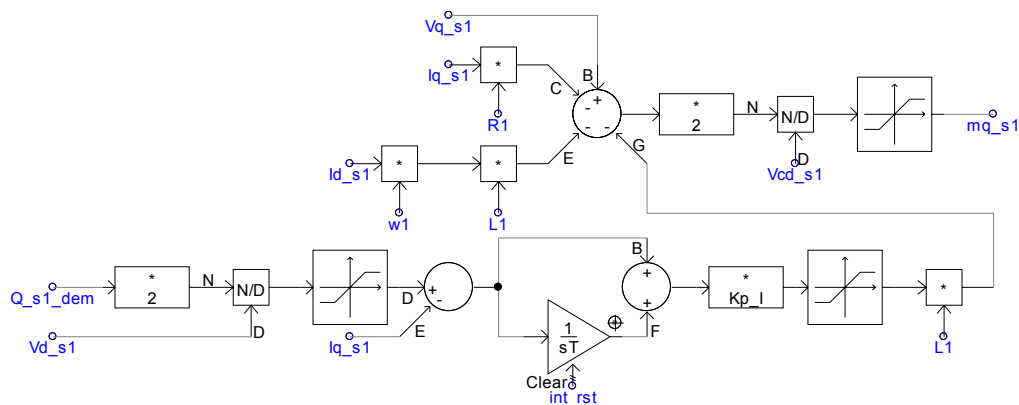 Vq_s1
B
+
Iq_s1
*
C
-
R1
-
-
*
2
N
N/D
D
Vcd_s1
mq_s1
Id_s1
*
w1
*
L1
E
G
Q_s1_dem
*
2
N
N/D
D
Vd_s1
D
+
-
E
Iq_s1
B
+
+
F
1
sT
Clear
int_rst
*
Kp_I
*
L1